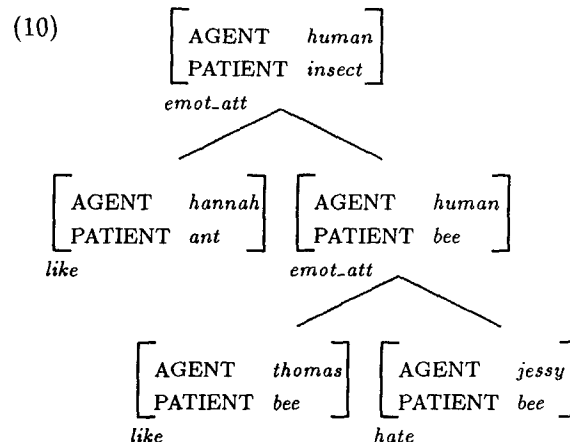 (10)
AGENT human
PATIENT insect
emot_att
AGENT hannah
PATIENT ant
like
AGENT human
PATIENT bee
emot_att
AGENT thomas
PATIENT bee
like
AGENT jessy
PATIENT bee
hate